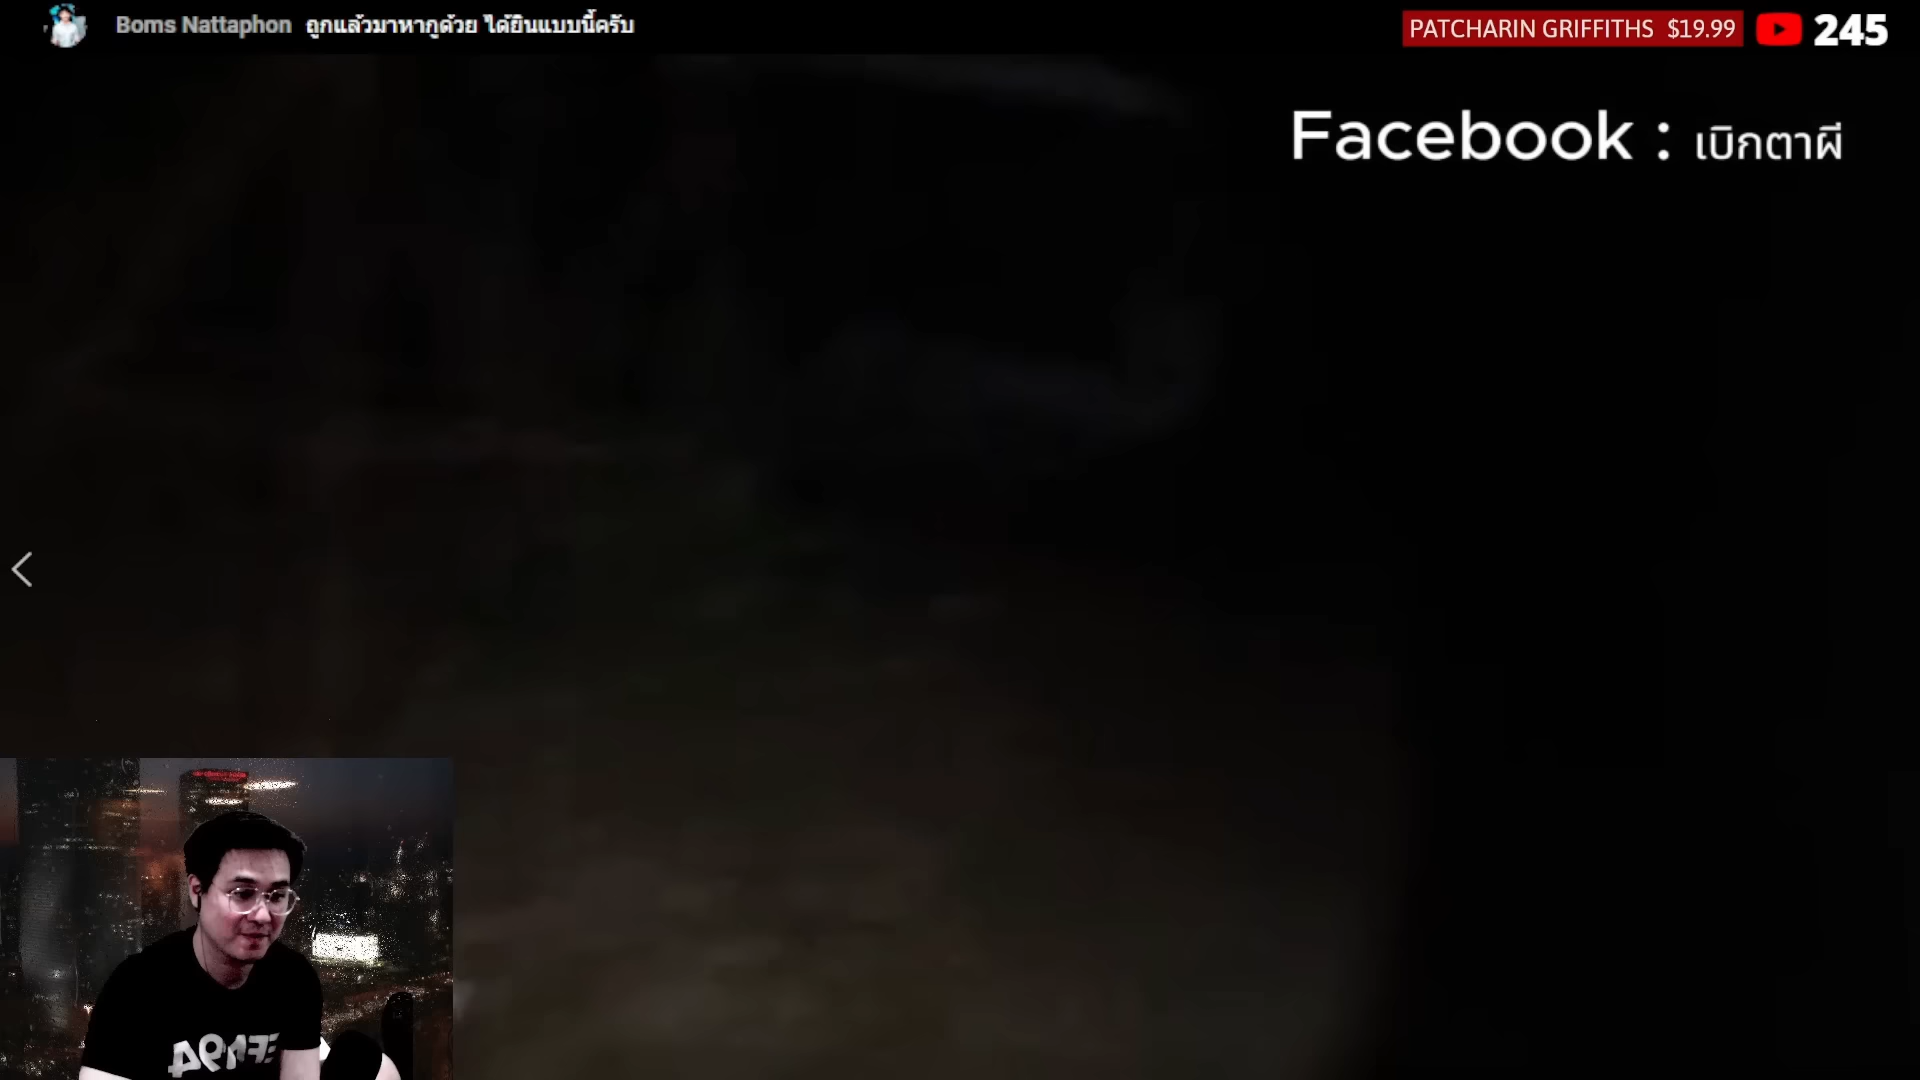 Boms Nattaphon ถูกแล้วมาหากูด้วย ได้ยินแบบนี้ครับ
PATCHARIN GRIFFITHS $19.99
245
Facebook : เบิกตาผี